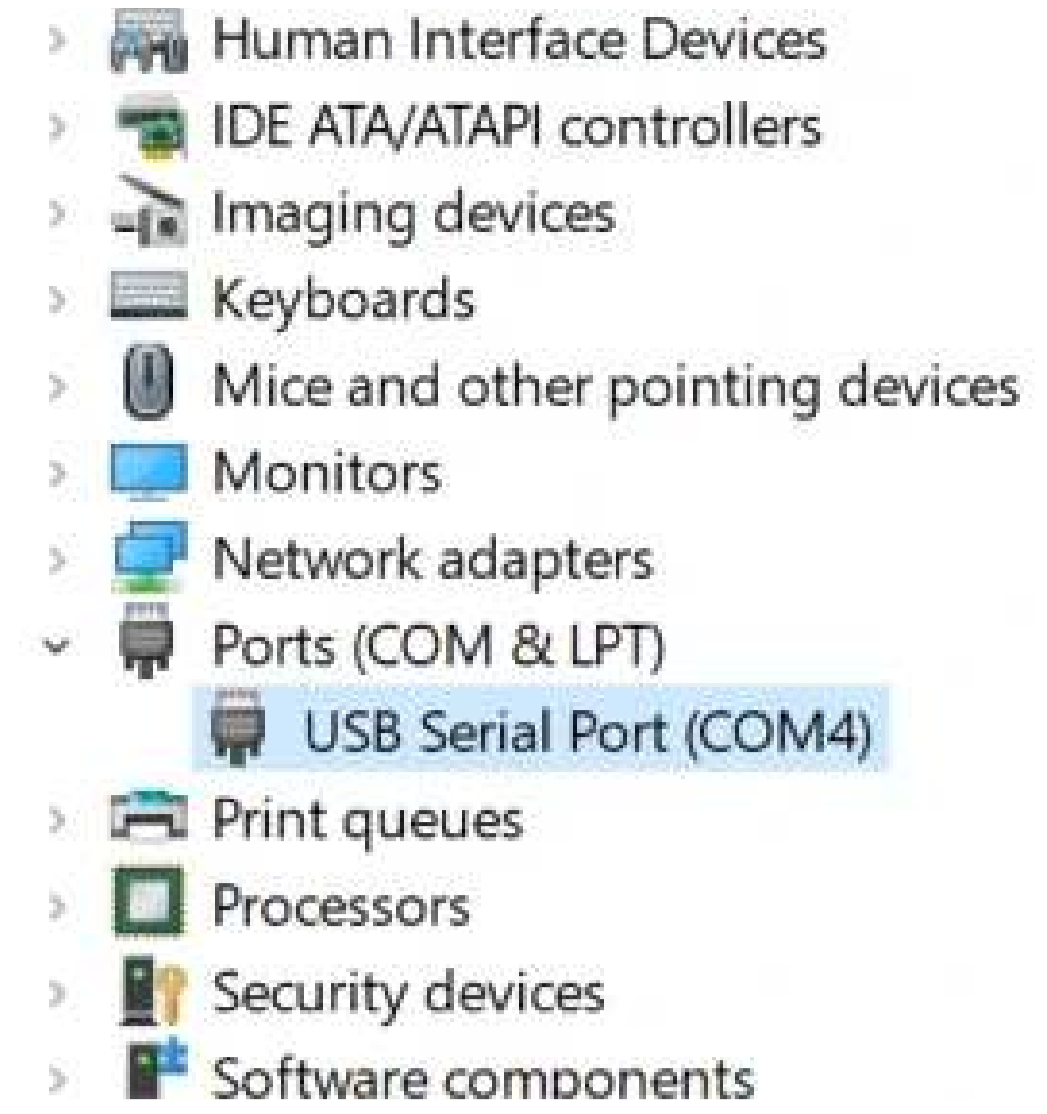 Human Interface Devices
IDE ATA/ATAPI controllers
Imaging devices
Keyboards
Mice and other pointing devices
Monitors
Network adapters
Ports (COM & LPT)
USB Serial Port (COM4)
Print queues
Processors
Security devices
Software components